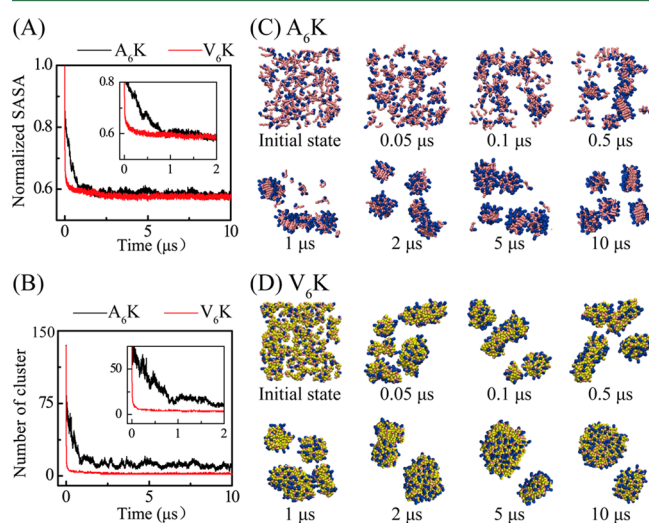 (A)
A₆K V₆K
Normalized SASA
1.0
0.8
0.6
0.8
0.6
0 1 2
0 5 10
Time (μs)
(B)
A₆K V₆K
Number of cluster
150
75
0
50
0
0 1 2
0 5 10
Time (μs)
(C) A₆K
Initial state 0.05 μs 0.1 μs 0.5 μs
1 μs 2 μs 5 μs 10 μs
(D) V₆K
Initial state 0.05 μs 0.1 μs 0.5 μs
1 μs 2 μs 5 μs 10 μs